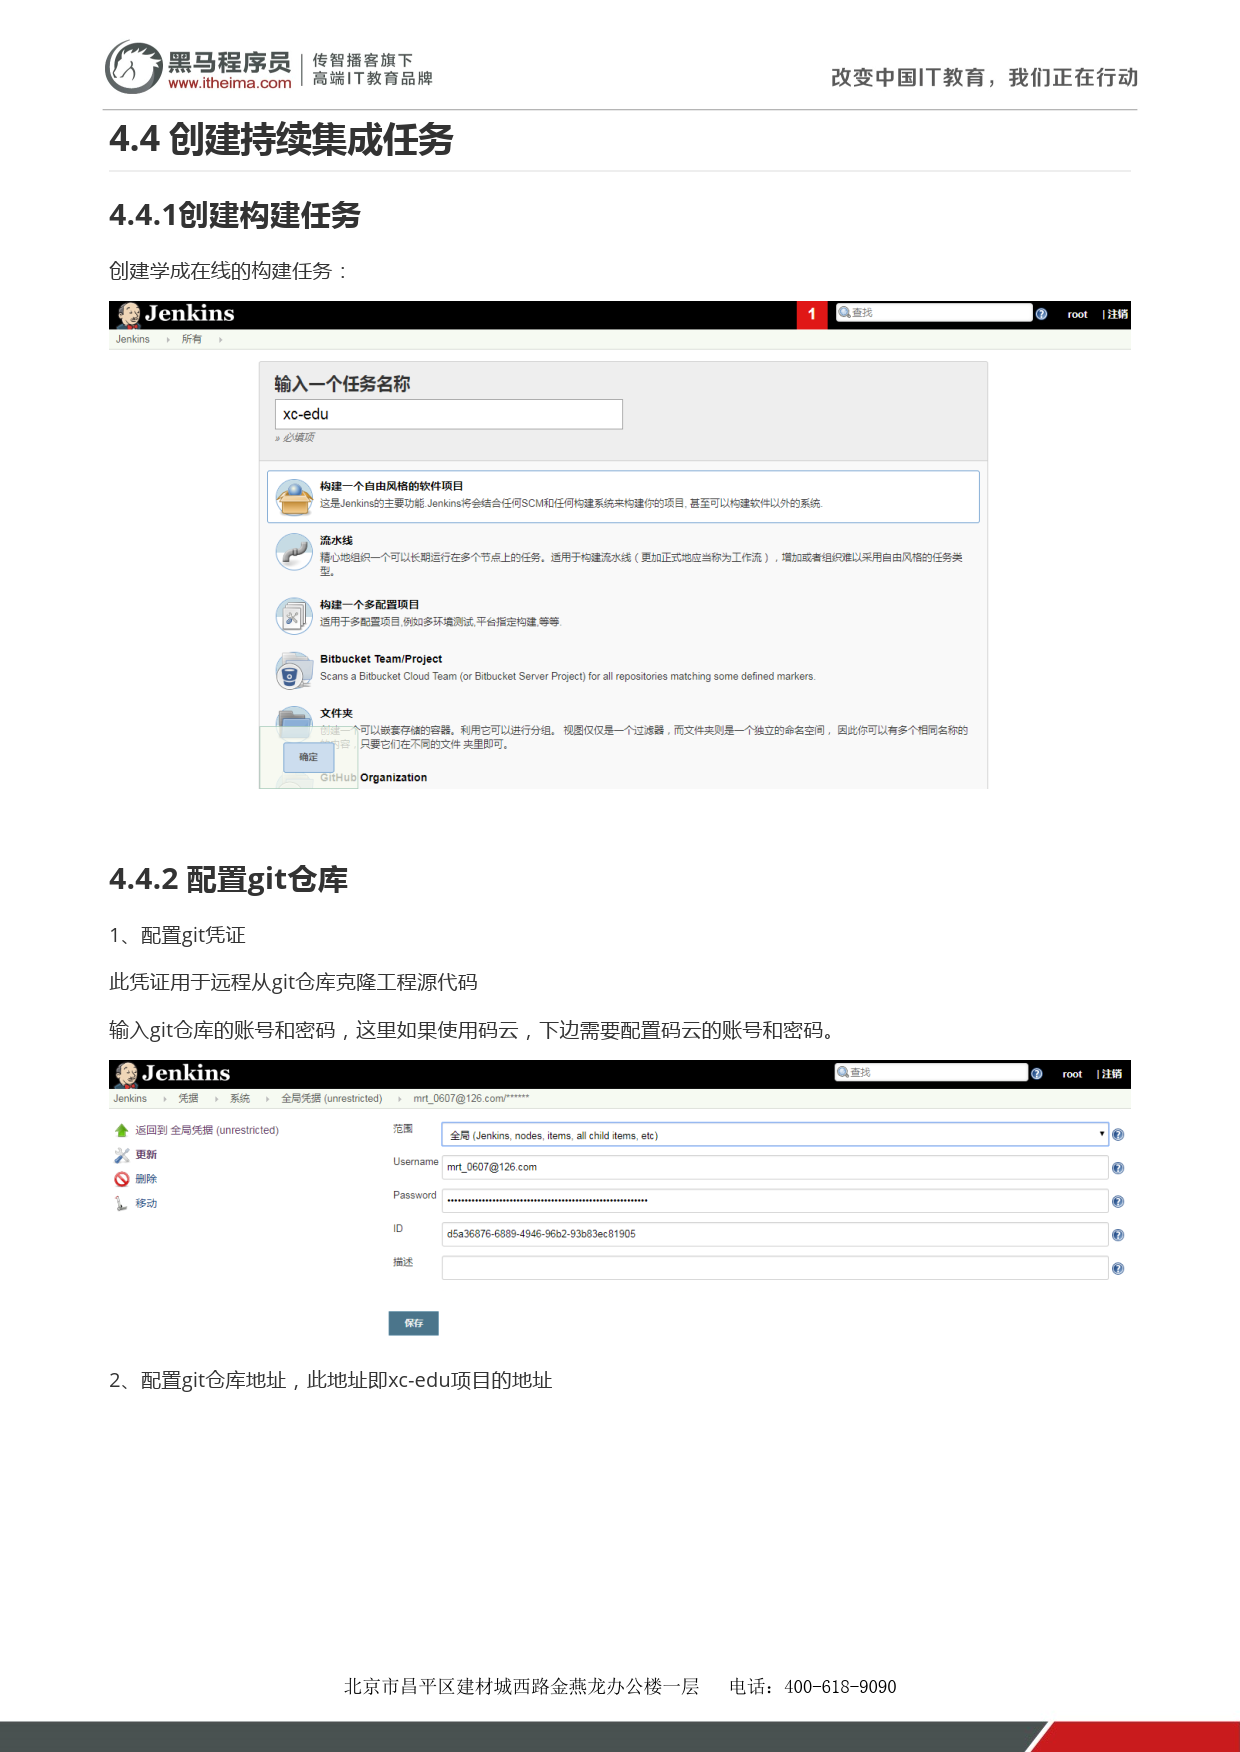 黑马程序员
www.itheima.com
传智播客旗下
高端IT教育品牌
改变中国IT教育，我们正在行动
4.4 创建持续集成任务
4.4.1创建构建任务
创建学成在线的构建任务：
Jenkins 1 查找 root | 注销
Jenkins 所有
输入一个任务名称
xc-edu
» 必填项
构建一个自由风格的软件项目
这是Jenkins的主要功能.Jenkins将会结合任何SCM和任何构建系统来构建你的项目, 甚至可以构建软件以外的系统.
流水线
精心地组织一个可以长期运行在多个节点上的任务。适用于构建流水线（更加正式地应当称为工作流），增加或者组织难以采用自由风格的任务类
型。
构建一个多配置项目
适用于多配置项目,例如多环境测试,平台指定构建,等等.
Bitbucket Team/Project
Scans a Bitbucket Cloud Team (or Bitbucket Server Project) for all repositories matching some defined markers.
文件夹
创建一个可以嵌套存储的容器。利用它可以进行分组。 视图仅仅是一个过滤器，而文件夹则是一个独立的命名空间， 因此你可以有多个相同名称的
内容，只要它们在不同的文件 夹里即可。
确定
GitHub Organization
4.4.2 配置git仓库
1、配置git凭证
此凭证用于远程从git仓库克隆工程源代码
输入git仓库的账号和密码，这里如果使用码云，下边需要配置码云的账号和密码。
Jenkins 查找 root | 注销
Jenkins 凭据 系统 全局凭据 (unrestricted) mrt_0607@126.com/******
返回到 全局凭据 (unrestricted)
更新
删除
移动
范围 全局 (Jenkins, nodes, items, all child items, etc)
Username mrt_0607@126.com
Password
ID d5a36876-6889-4946-96b2-93b83ec81905
描述
保存
2、配置git仓库地址，此地址即xc-edu项目的地址
北京市昌平区建材城西路金燕龙办公楼一层 电话：400-618-9090